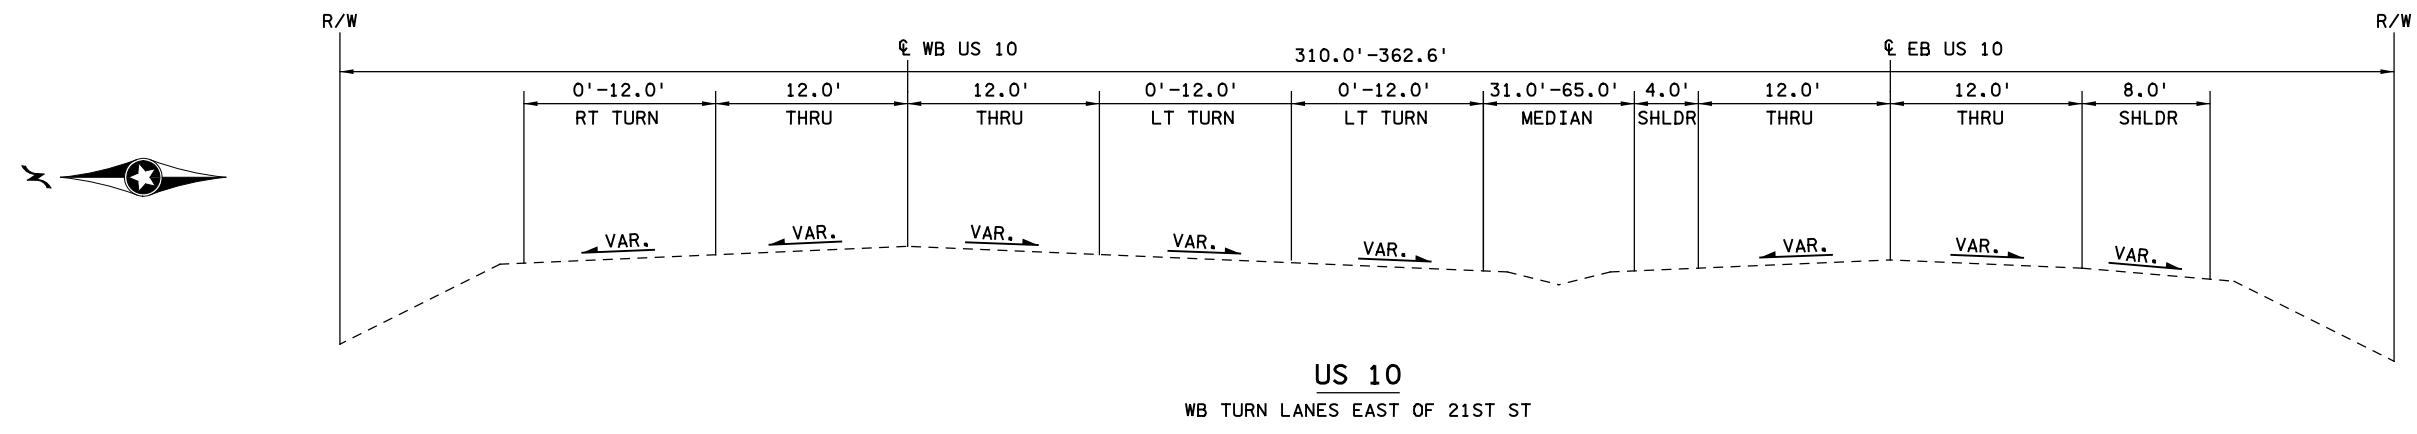 R/W R/W
℄ WB US 10 ℄ EB US 10
310.0'-362.6'
0'-12.0' 12.0' 12.0' 0'-12.0' 0'-12.0' 31.0'-65.0' 4.0' 12.0' 12.0' 8.0'
RT TURN THRU THRU LT TURN LT TURN MEDIAN SHLDR THRU THRU SHLDR
N
VAR. VAR. VAR. VAR. VAR. VAR. VAR. VAR.
US 10
WB TURN LANES EAST OF 21ST ST